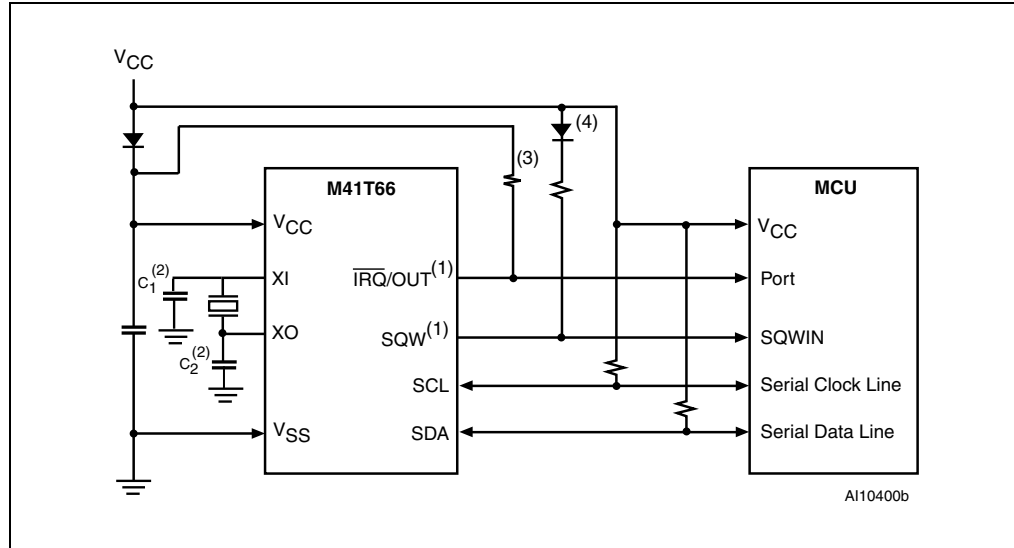 VCC
(4)
(3)
M41T66
MCU
VCC
VCC
C1(2)
XI
IRQ/OUT(1)
Port
XO
SQW(1)
SQWIN
C2(2)
SCL
Serial Clock Line
VSS
SDA
Serial Data Line
AI10400b